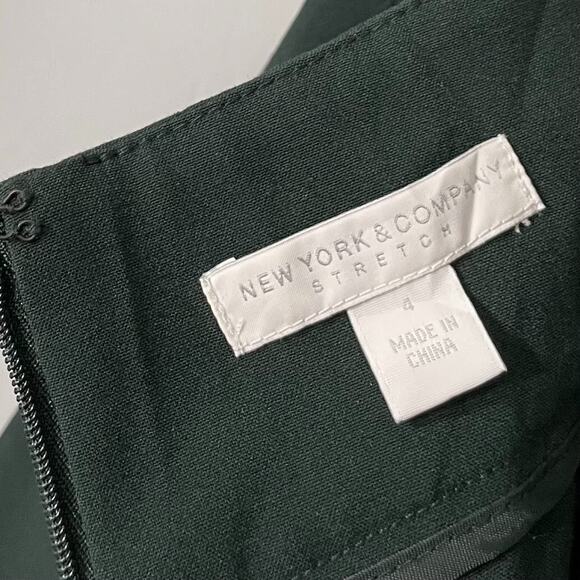 NEW YORK & COMPANY
STRETCH
4
MADE IN
CHINA